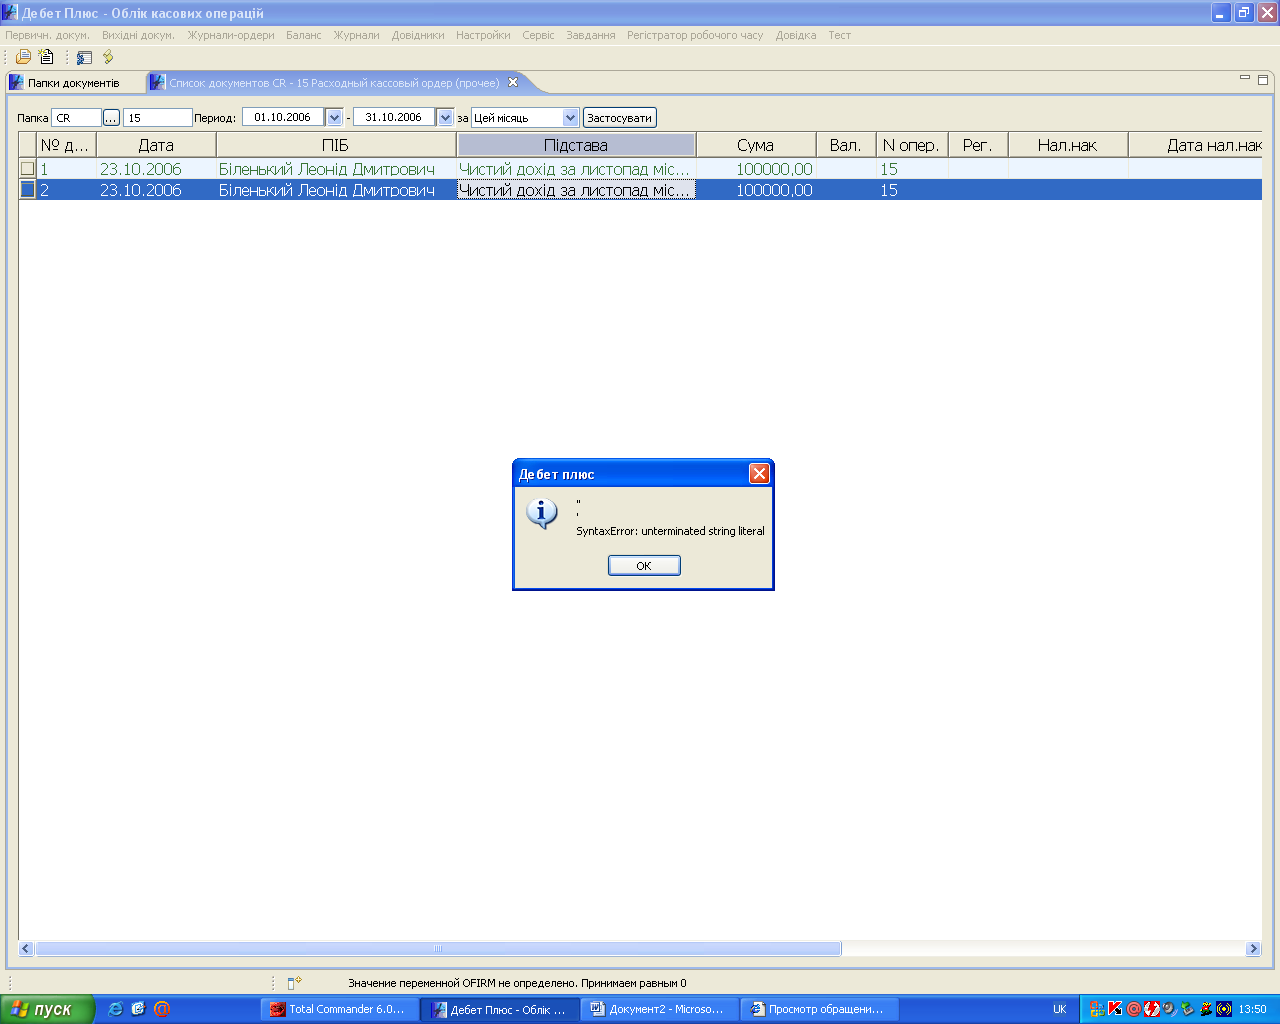 Дебет Плюс - Облік касових операцій
Первичн. докум. Вихідні докум. Журнали-ордери Баланс Журнали Довідники Настройки Сервіс Завдання Регістратор робочого часу Довідка Тест
Папки документів Список документов CR - 15 Расходный кассовый ордер (прочее)
Папка CR ... 15 Период: 01.10.2006 - 31.10.2006 за Цей місяць Застосувати
№ д... Дата ПІБ Підстава Сума Вал. N опер. Рег. Нал.нак Дата нал.нак
1 23.10.2006 Біленький Леонід Дмитрович Чистий дохід за листопад міс... 100000,00 15
2 23.10.2006 Біленький Леонід Дмитрович Чистий дохід за листопад міс... 100000,00 15
Дебет плюс
"
'
SyntaxError: unterminated string literal
ОК
Значение переменной OFIRM не определено. Принимаем равным 0
пуск Total Commander 6.0... Дебет Плюс - Облік ... Документ2 - Microso... Просмотр обращени... UK 13:50